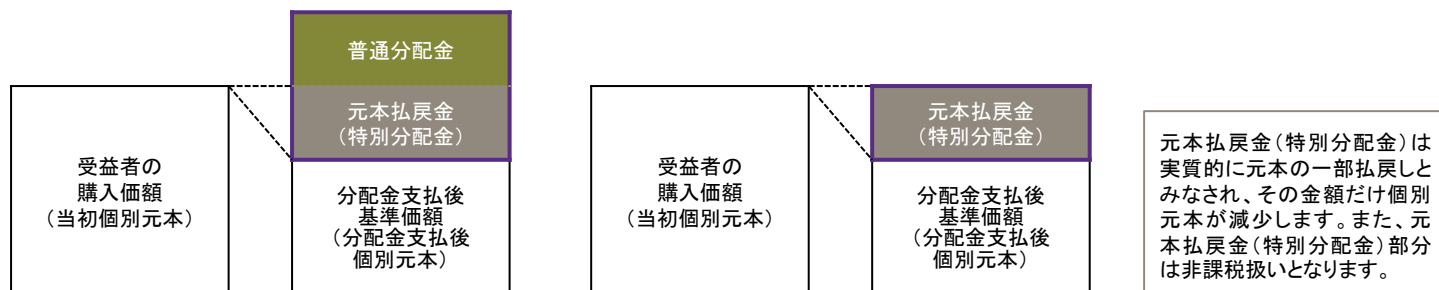 普通分配金
元本払戻金
（特別分配金）
受益者の
購入価額
（当初個別元本）
分配金支払後
基準価額
（分配金支払後
個別元本）
元本払戻金
（特別分配金）
受益者の
購入価額
（当初個別元本）
分配金支払後
基準価額
（分配金支払後
個別元本）
元本払戻金（特別分配金）は
実質的に元本の一部払戻しと
みなされ、その金額だけ個別
元本が減少します。また、元
本払戻金（特別分配金）部分
は非課税扱いとなります。